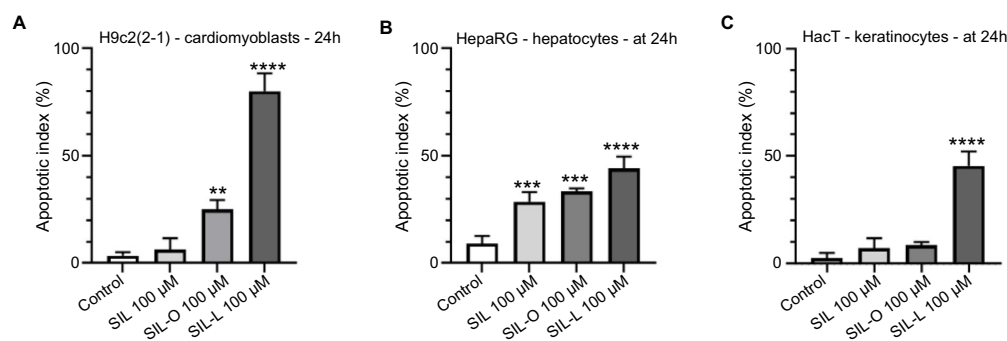 A
H9c2(2-1) - cardiomyoblasts - 24h
Apoptotic index (%)
100
50
0
**
****
Control
SIL 100 µM
SIL-O 100 µM
SIL-L 100 µM
B
HepaRG - hepatocytes - at 24h
Apoptotic index (%)
100
50
0
***
***
****
Control
SIL 100 µM
SIL-O 100 µM
SIL-L 100 µM
C
HacT - keratinocytes - at 24h
Apoptotic index (%)
100
50
0
****
Control
SIL 100 µM
SIL-O 100 µM
SIL-L 100 µM